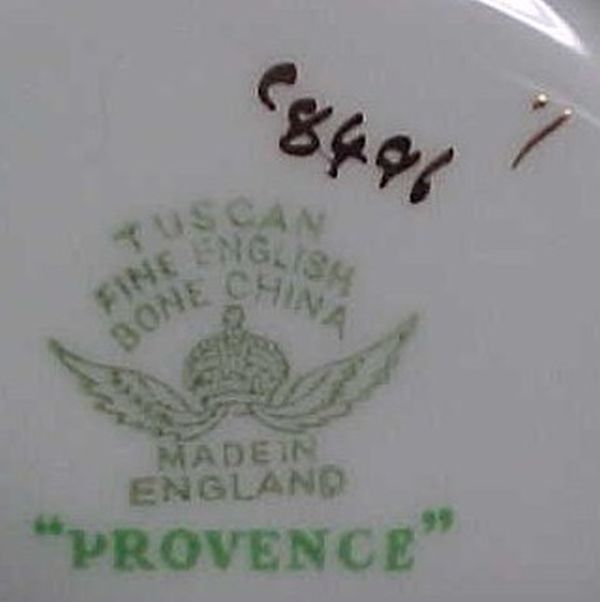 C8496
TUSCAN
FINE ENGLISH
BONE CHINA
MADE IN
ENGLAND
"PROVENCE"